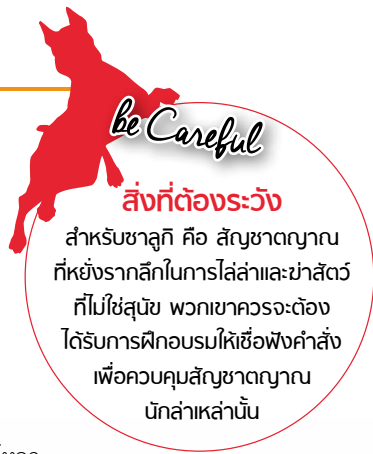 be Careful
สิ่งที่ต้องระวัง
สำหรับซาลูกิ คือ สัญชาตญาณ
ที่หยั่งรากลึกในการไล่ล่าและฆ่าสัตว์
ที่ไม่ใช่สุนัข พวกเขาควรจะต้อง
ได้รับการฝึกอบรมให้เชื่อฟังคำสั่ง
เพื่อควบคุมสัญชาตญาณ
นักล่าเหล่านั้น